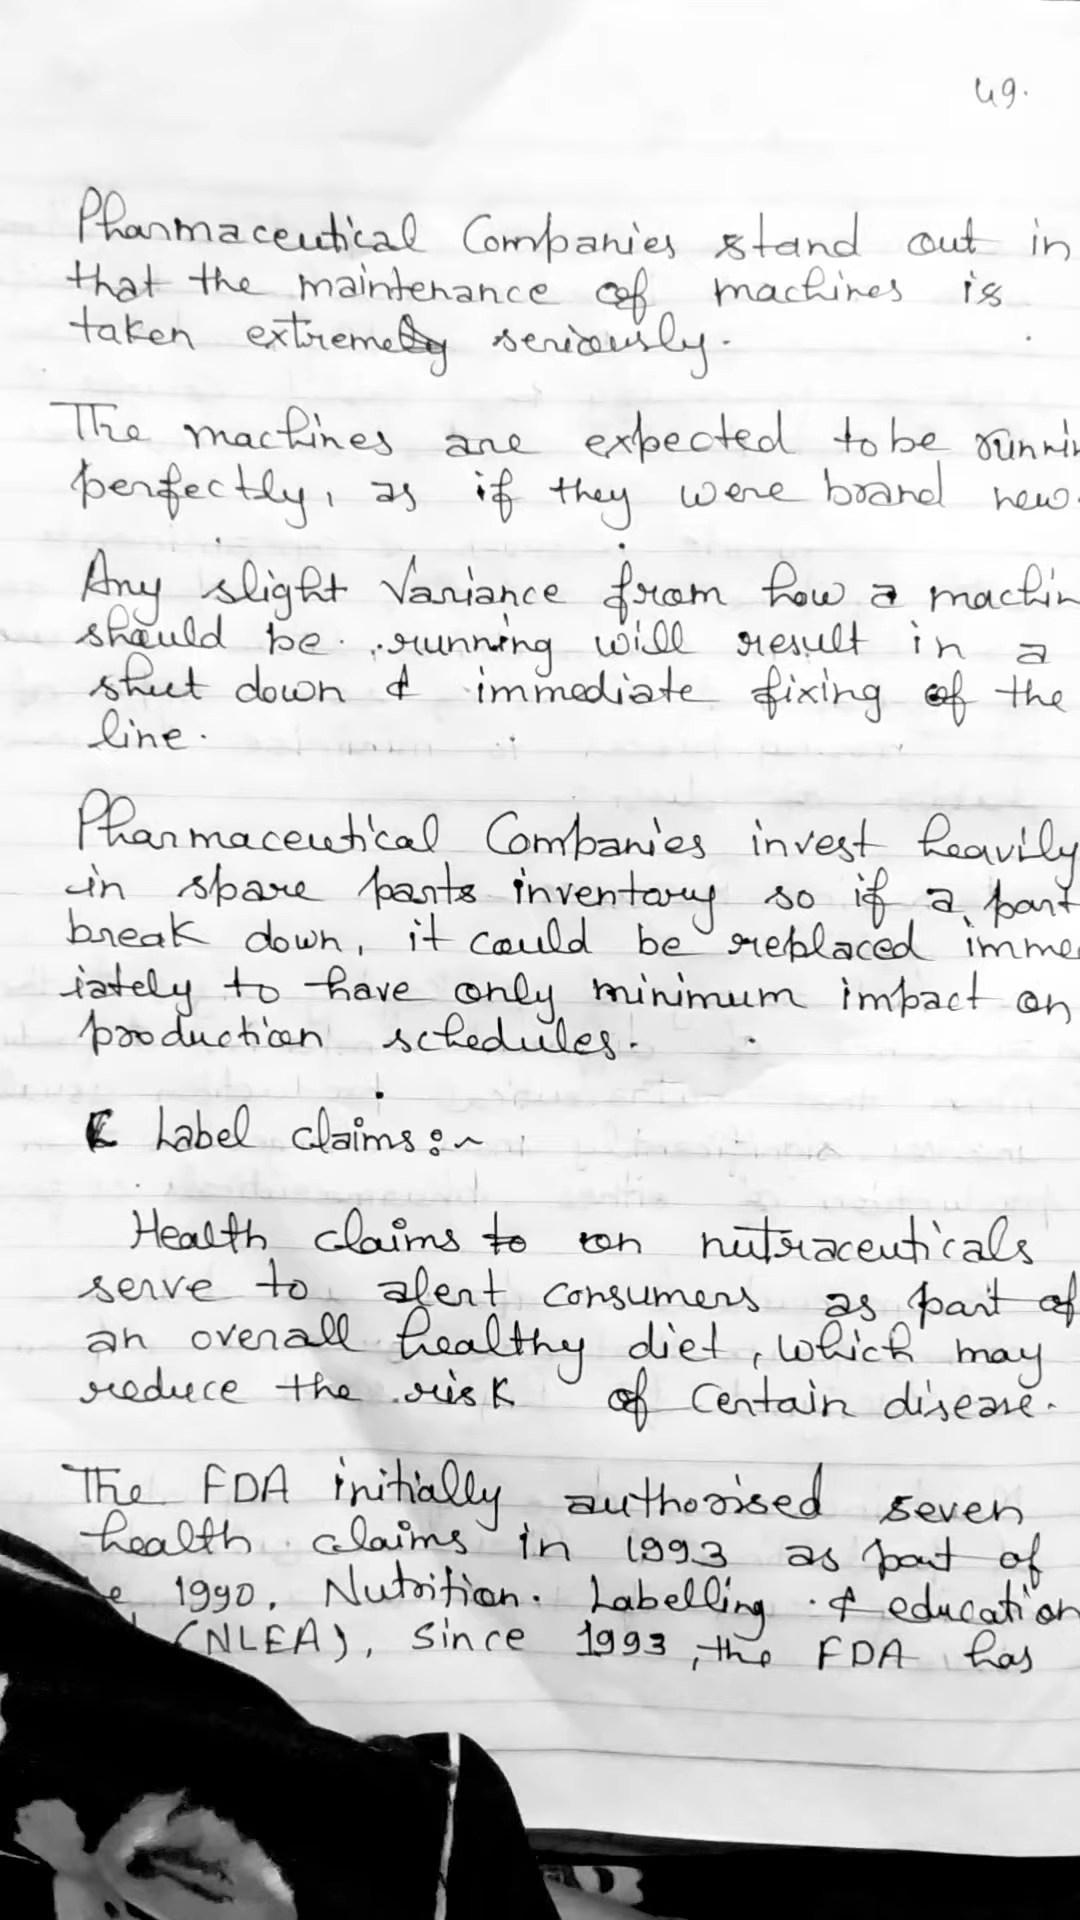 49.
Pharmaceutical Companies stand out in
that the maintenance of machines is
taken extremely seriously.
The machines are expected to be runnin
perfectly, as if they were brand new.
Any slight variance from how a machin
should be running will result in a
shut down & immediate fixing of the
line.
Pharmaceutical Companies invest heavily
in spare parts inventory so if a part
break down, it could be replaced imme
iately to have only minimum impact on
production schedules.
Label claims:~
Health claims to on nutraceuticals
serve to alert consumers as part of
an overall healthy diet, which may
reduce the risk of certain disease.
The FDA initially authorised seven
health claims in 1993 as part of
e 1990. Nutrition. Labelling & education
(NLEA), since 1993, the FDA has